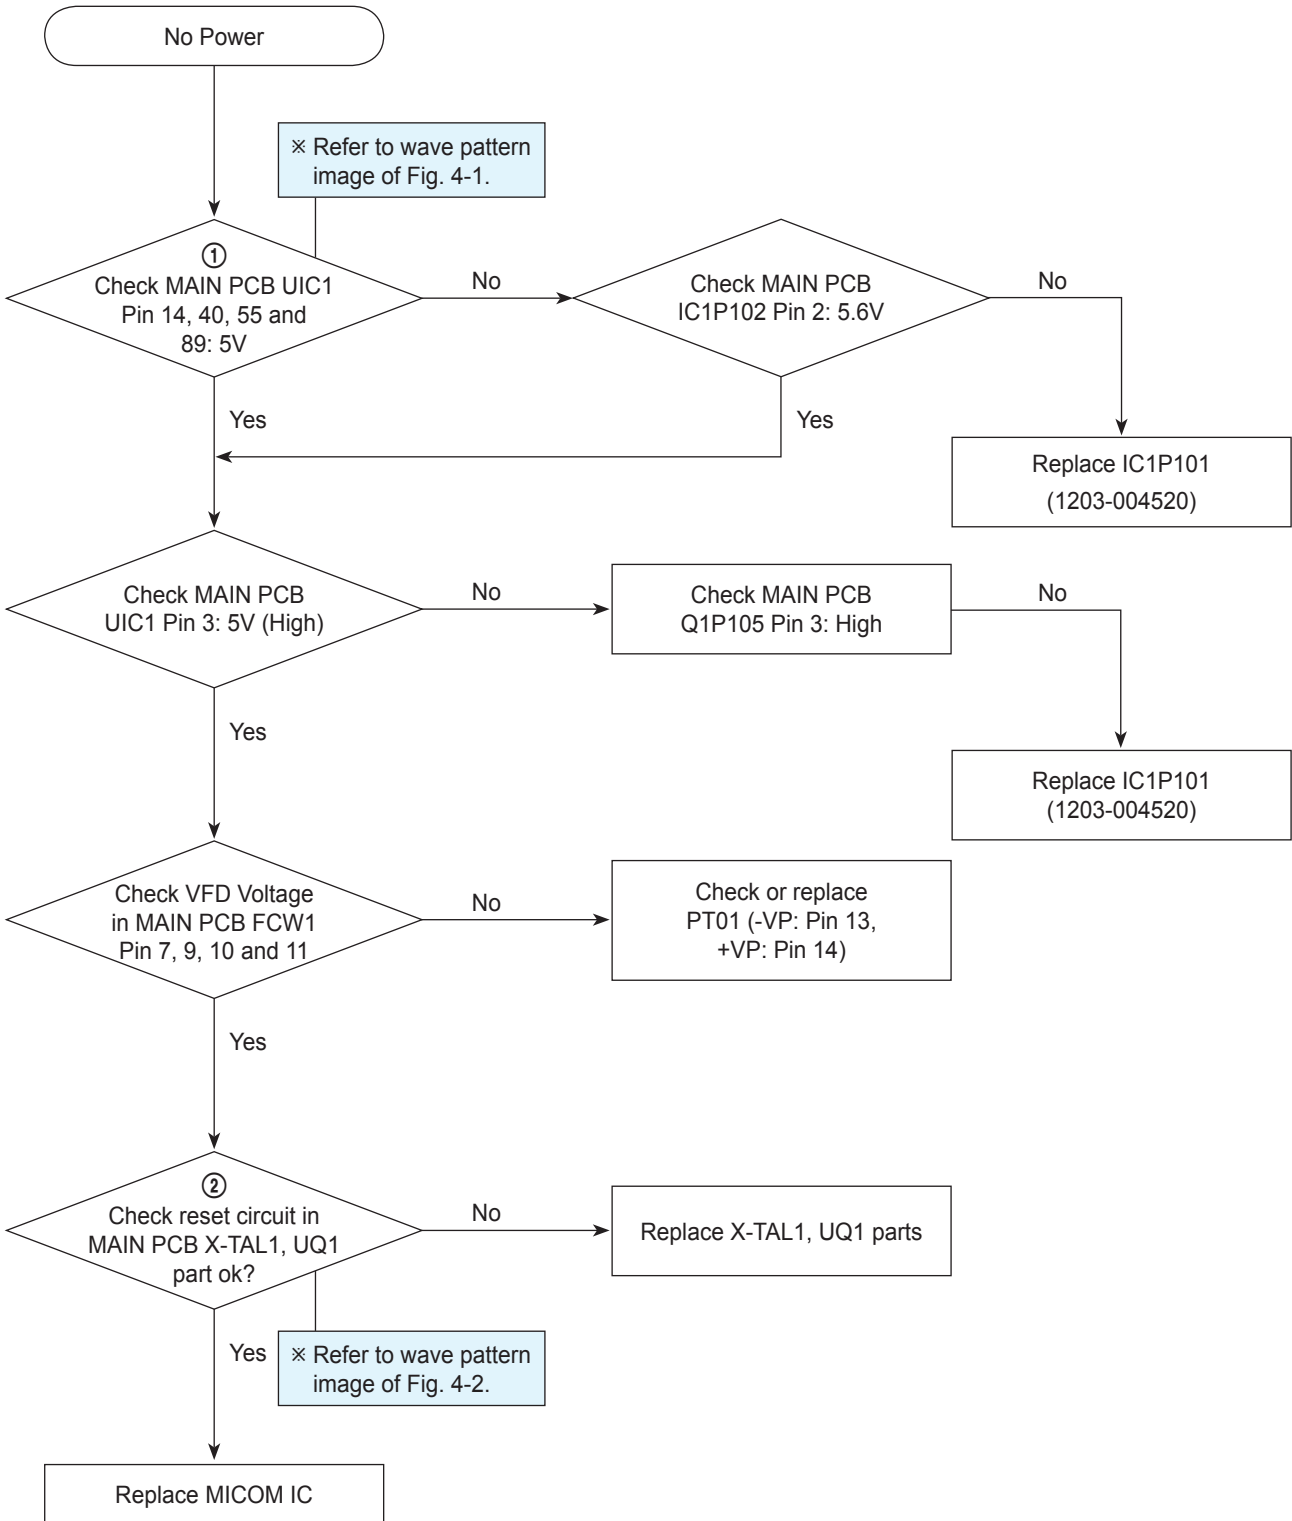 No Power
※ Refer to wave pattern
image of Fig. 4-1.
①
Check MAIN PCB UIC1
Pin 14, 40, 55 and
89: 5V
No
Check MAIN PCB
IC1P102 Pin 2: 5.6V
No
Yes
Yes
Replace IC1P101
(1203-004520)
Check MAIN PCB
UIC1 Pin 3: 5V (High)
No
Check MAIN PCB
Q1P105 Pin 3: High
No
Yes
Replace IC1P101
(1203-004520)
Check VFD Voltage
in MAIN PCB FCW1
Pin 7, 9, 10 and 11
No
Check or replace
PT01 (-VP: Pin 13,
+VP: Pin 14)
Yes
②
Check reset circuit in
MAIN PCB X-TAL1, UQ1
part ok?
No
Replace X-TAL1, UQ1 parts
Yes
※ Refer to wave pattern
image of Fig. 4-2.
Replace MICOM IC